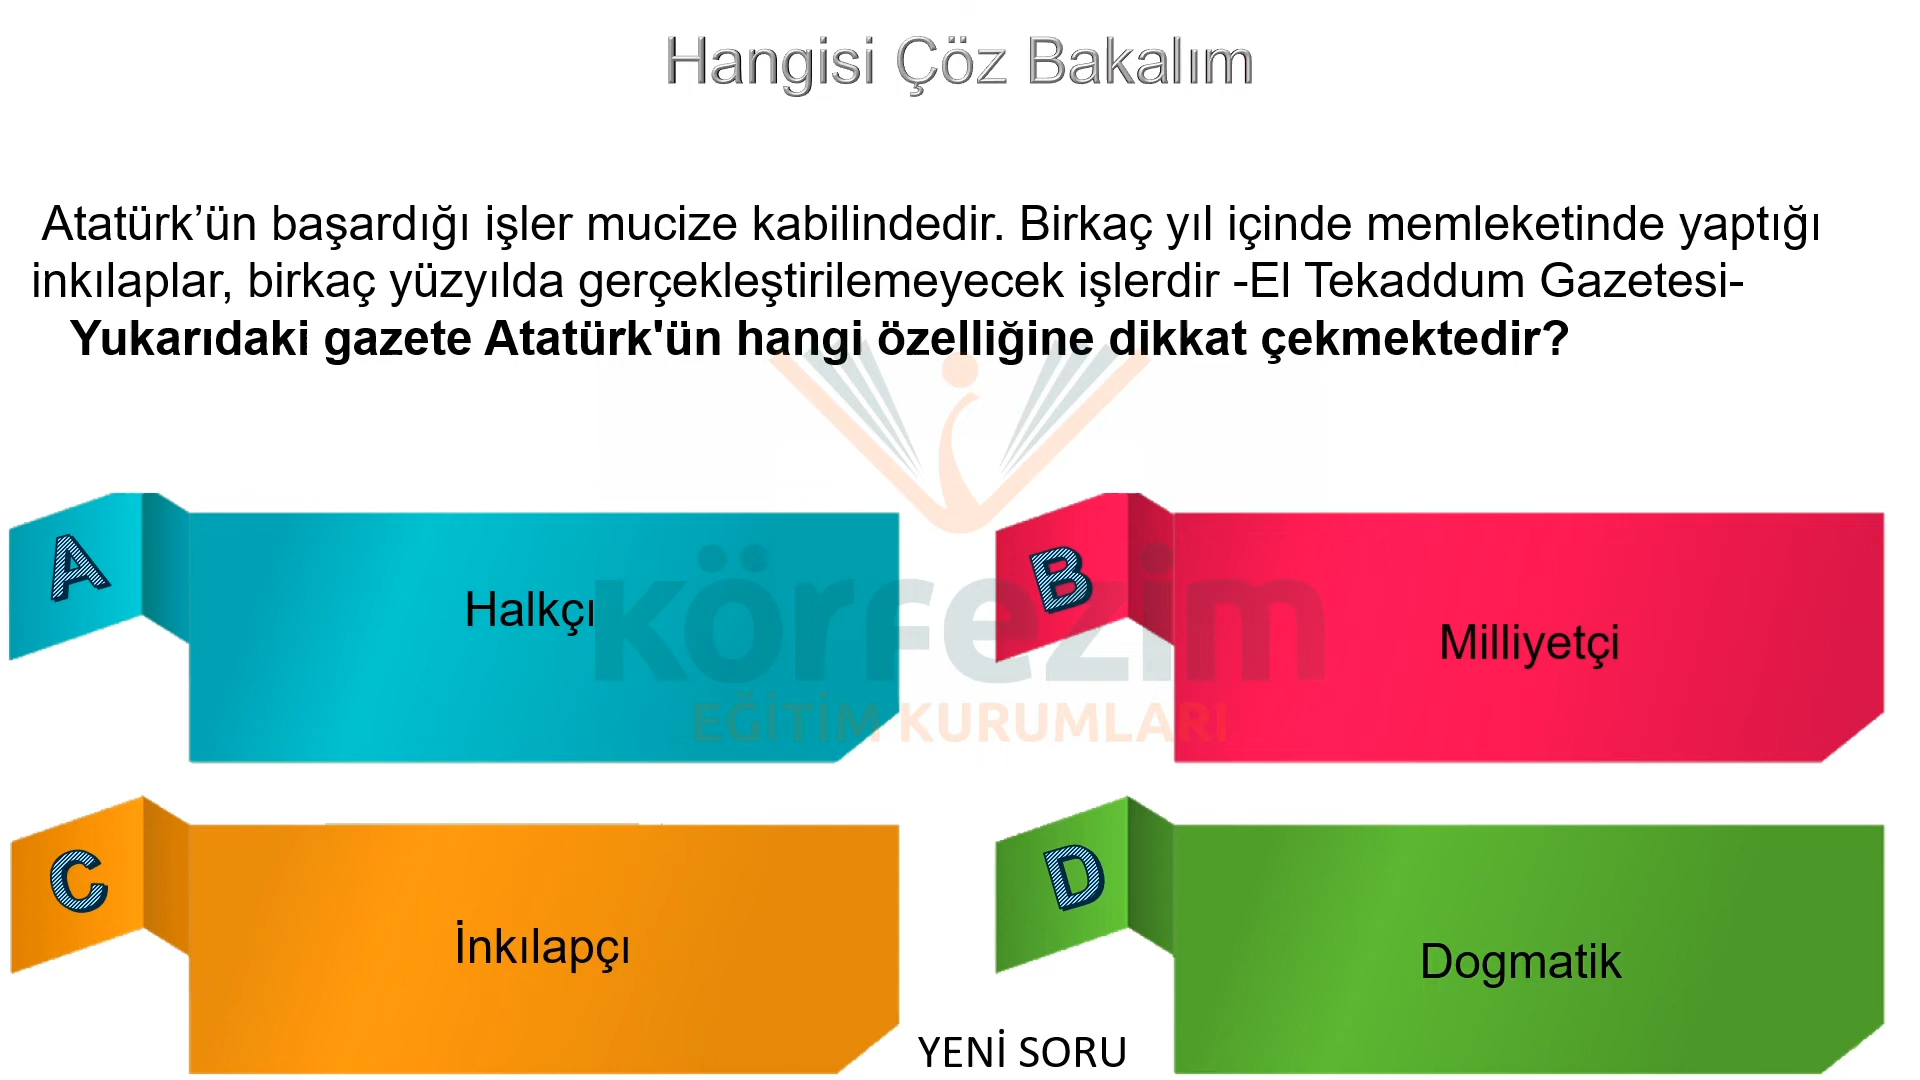 Hangisi Çöz Bakalım
Atatürk’ün başardığı işler mucize kabilindedir. Birkaç yıl içinde memleketinde yaptığı
inkılaplar, birkaç yüzyılda gerçekleştirilemeyecek işlerdir -El Tekaddum Gazetesi-
Yukarıdaki gazete Atatürk'ün hangi özelliğine dikkat çekmektedir?
A
Halkçı
B
Milliyetçi
körfezim
EĞİTİM KURUMLARI
C
İnkılapçı
D
Dogmatik
YENİ SORU